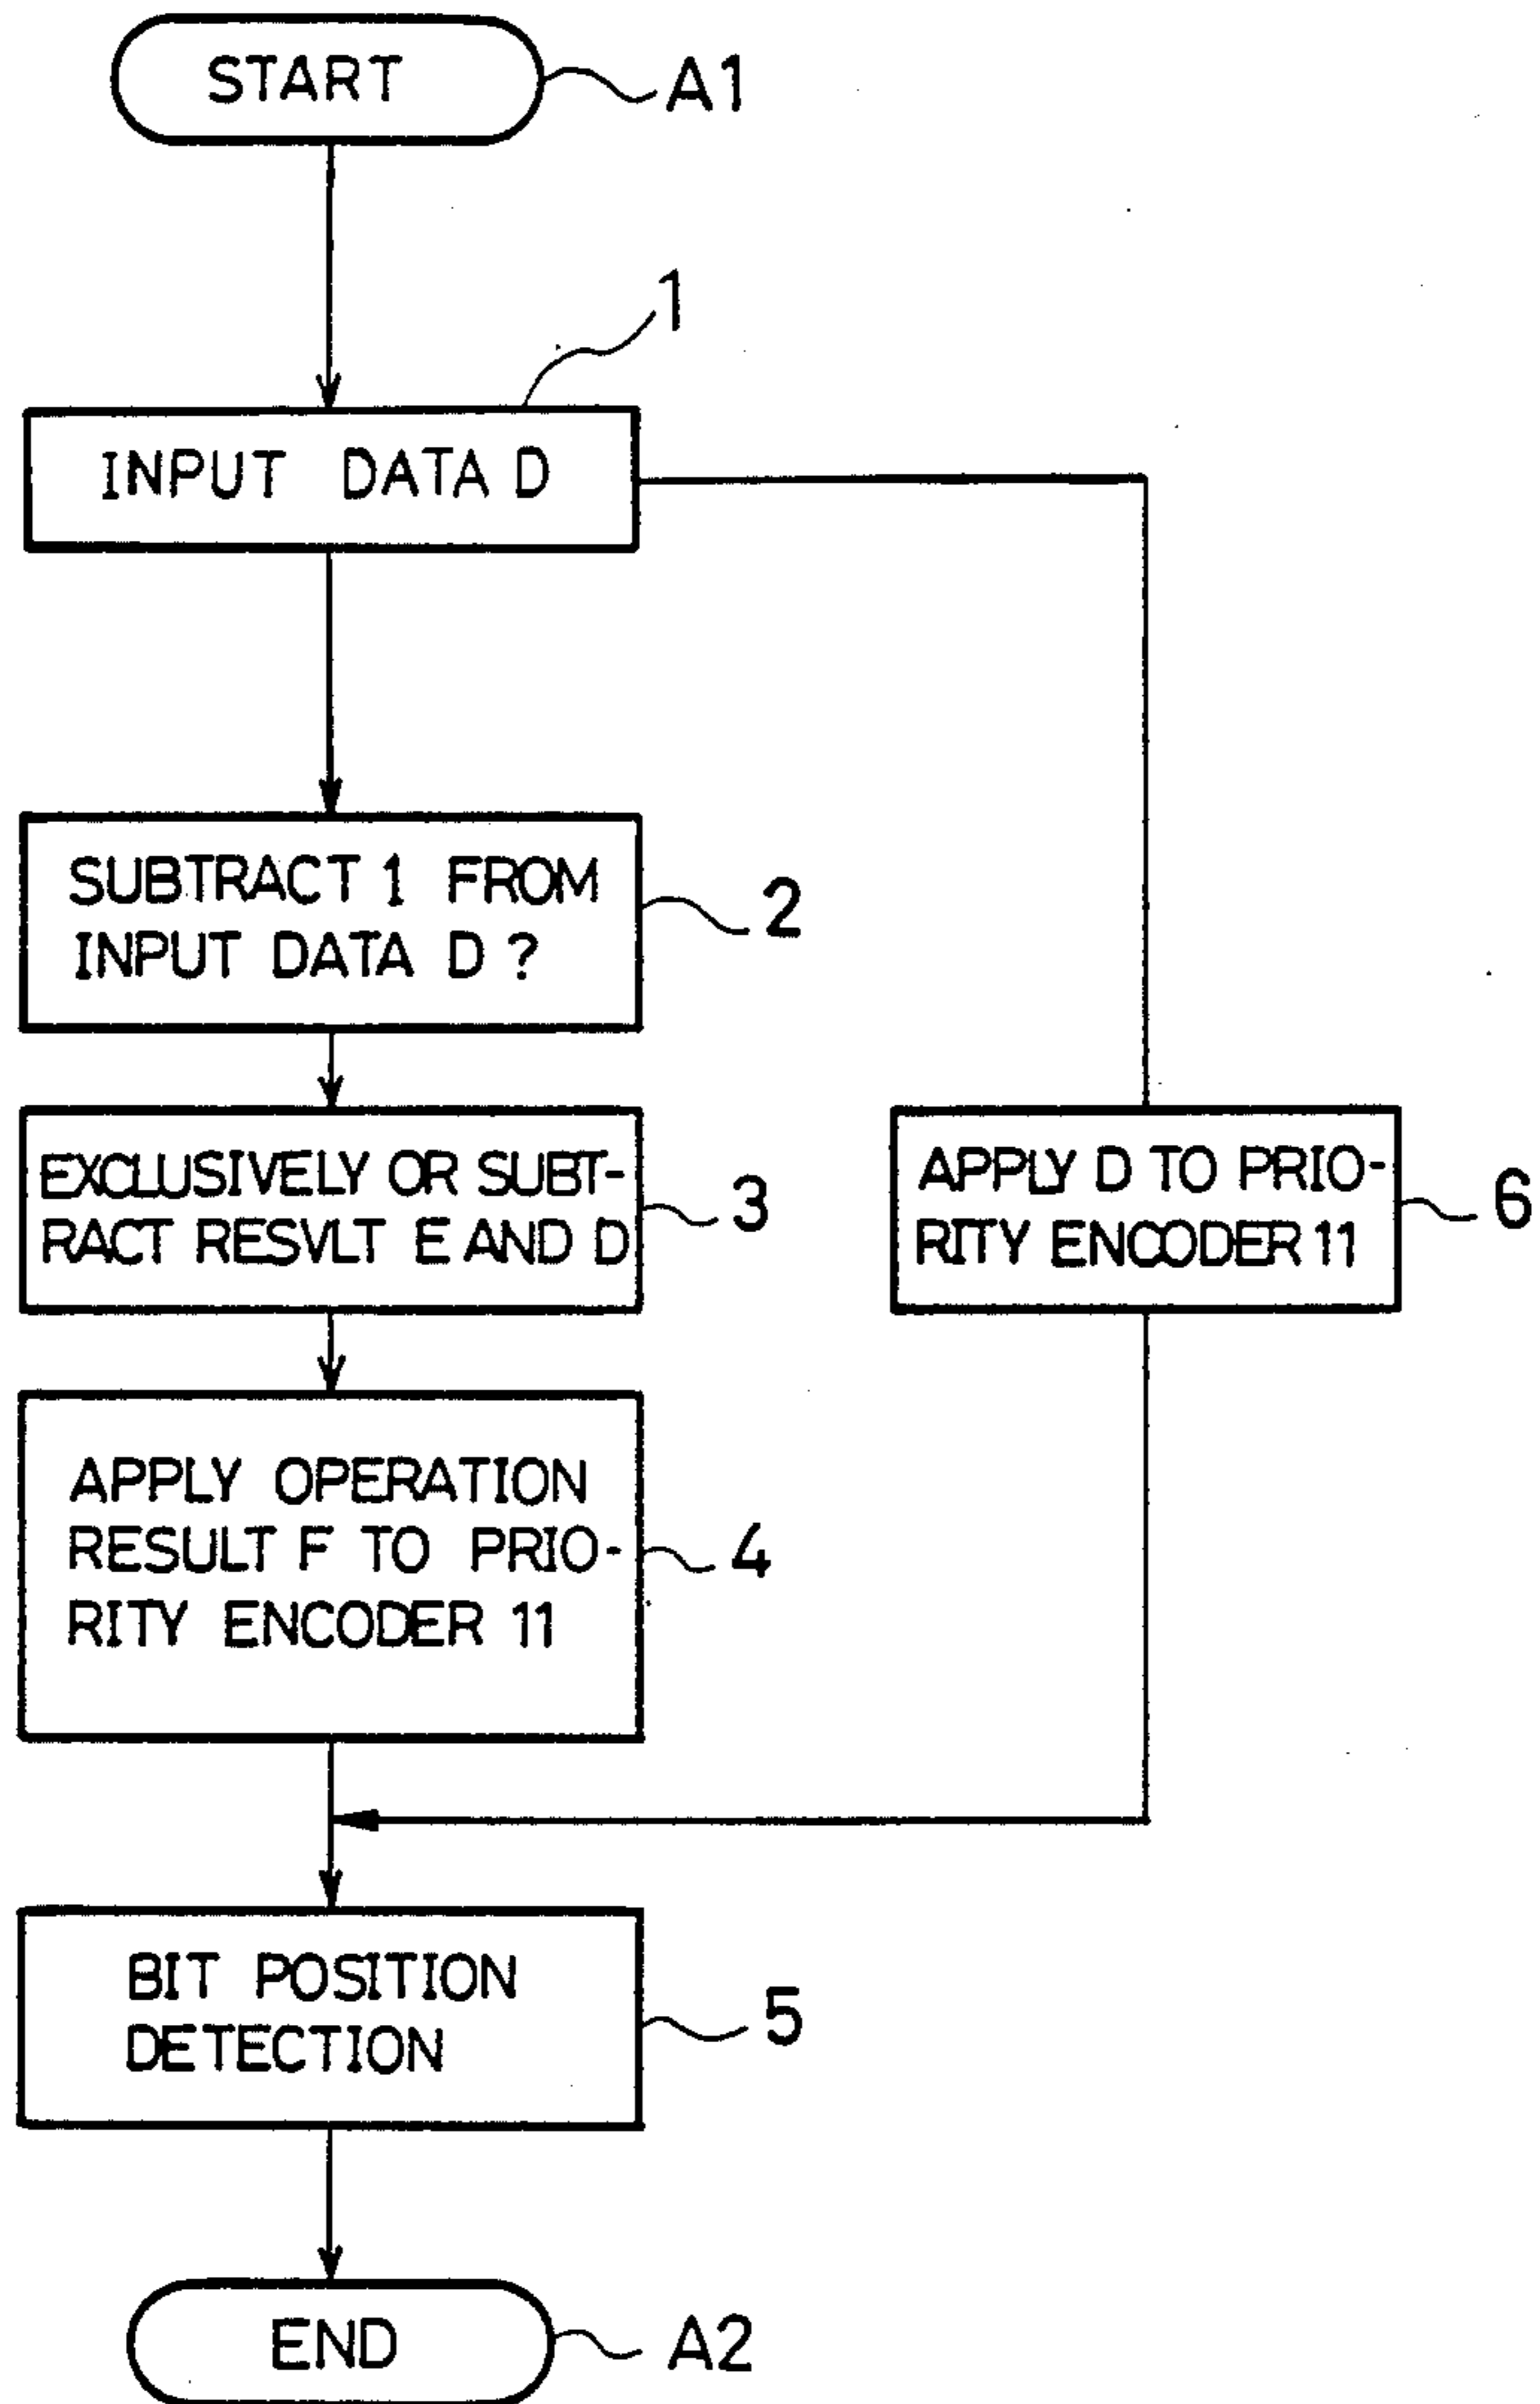 START
A1
1
INPUT DATA D
SUBTRACT 1 FROM
INPUT DATA D ?
2
EXCLUSIVELY OR SUBT-
RACT RESVLT E AND D
3
APPLY D TO PRIO-
RITY ENCODER 11
6
APPLY OPERATION
RESULT F TO PRIO-
RITY ENCODER 11
4
BIT POSITION
DETECTION
5
END
A2